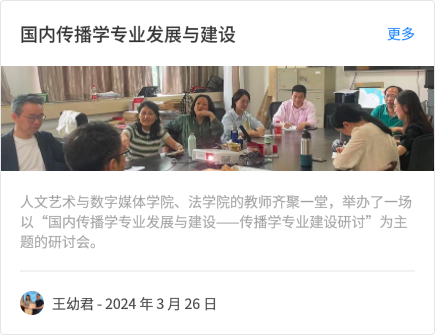 国内传播学专业发展与建设
更多
人文艺术与数字媒体学院、法学院的教师齐聚一堂，举办了一场
以“国内传播学专业发展与建设——传播学专业建设研讨”为主
题的研讨会。
王幼君 - 2024 年 3 月 26 日